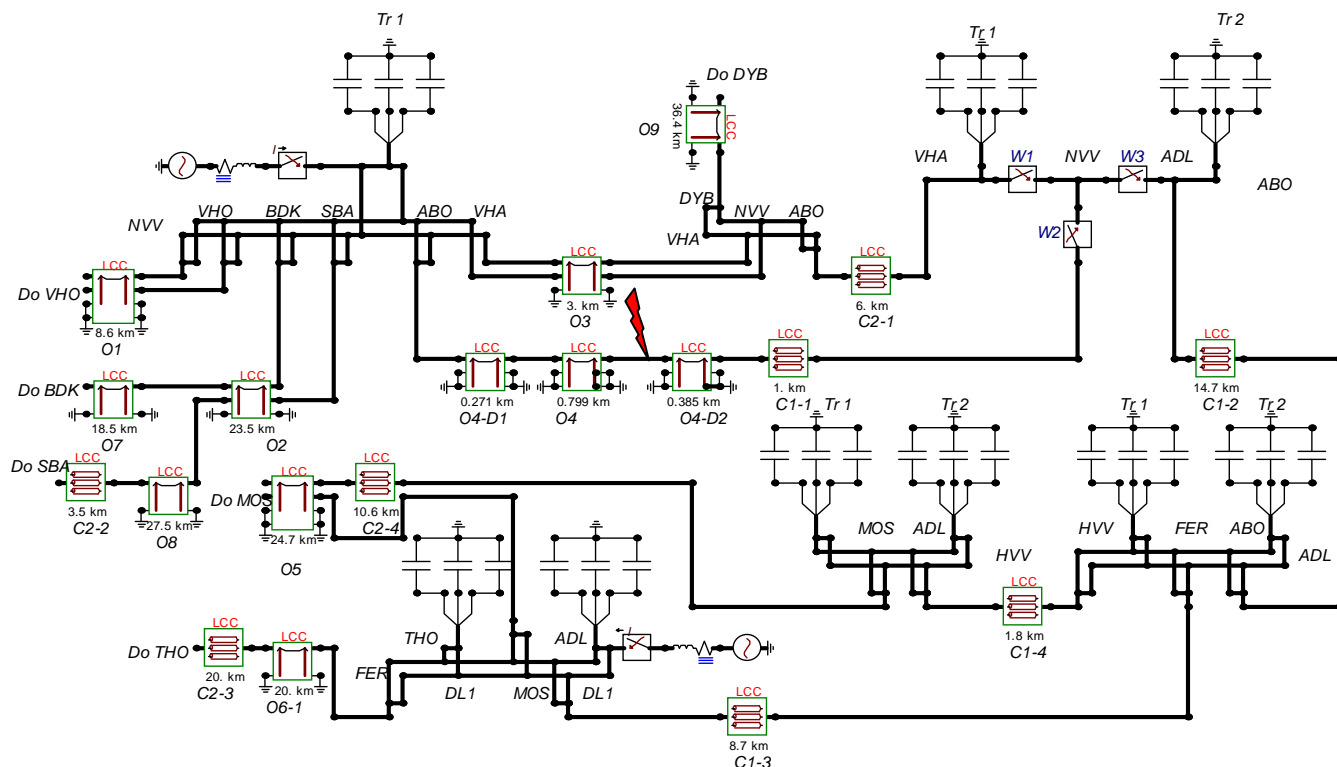 Tr 1
Tr 1
Tr 2
Do DYB
LCC
36.4 km
O9
VHA
W1
NVV
W3
ADL
ABO
I
NVV
VHO
BDK
SBA
ABO
VHA
DYB
NVV
ABO
VHA
W2
LCC
Do VHO
8.6 km
O1
LCC
3. km
O3
LCC
6. km
C2-1
Do BDK
LCC
18.5 km
O7
LCC
23.5 km
O2
LCC
0.271 km
O4-D1
LCC
0.799 km
O4
LCC
0.385 km
O4-D2
LCC
1. km
C1-1
LCC
14.7 km
C1-2
Tr 1
Tr 2
Tr 1
Tr 2
Do SBA
LCC
3.5 km
C2-2
LCC
27.5 km
O8
Do MOS
LCC
24.7 km
O5
LCC
10.6 km
C2-4
MOS
ADL
HVV
HVV
FER
ABO
ADL
LCC
1.8 km
C1-4
Do THO
LCC
20. km
C2-3
LCC
20. km
O6-1
THO
ADL
I
FER
DL1
MOS
DL1
LCC
8.7 km
C1-3